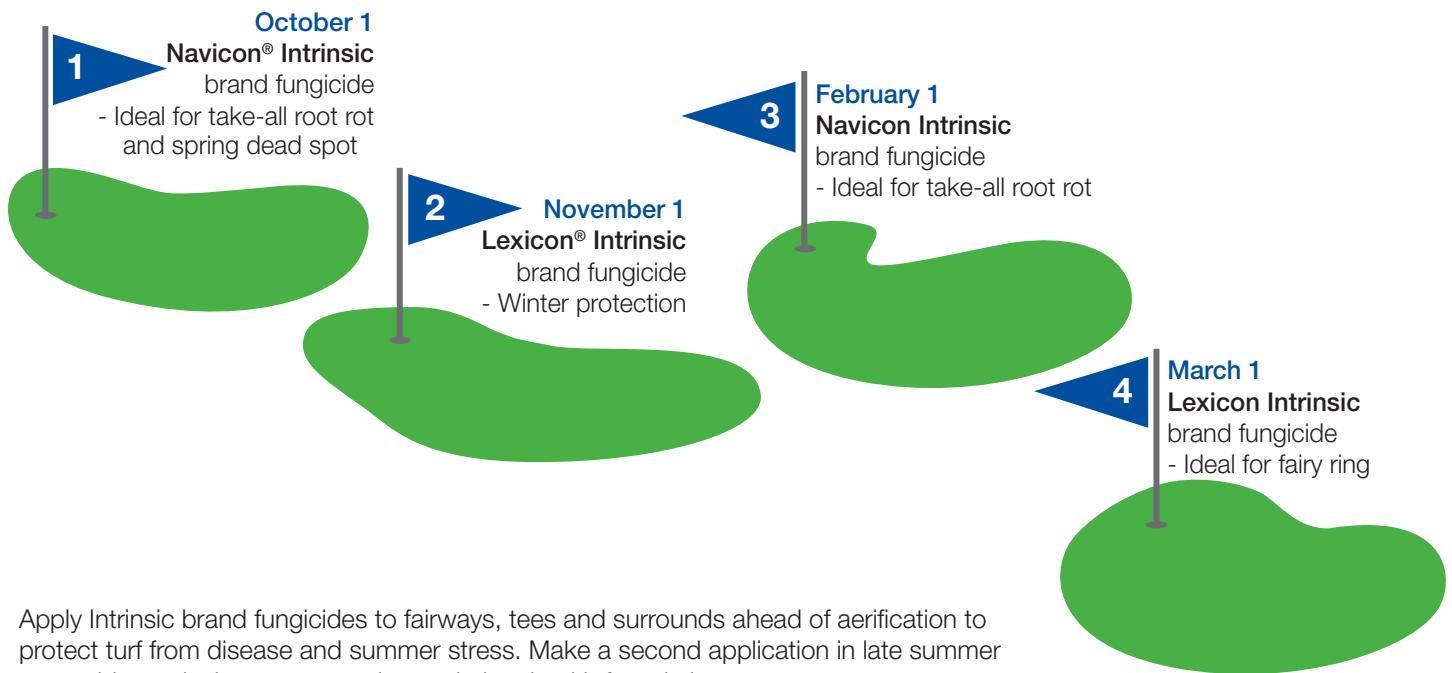 1
October 1
Navicon® Intrinsic
brand fungicide
- Ideal for take-all root rot
and spring dead spot
2
November 1
Lexicon® Intrinsic
brand fungicide
- Winter protection
3
February 1
Navicon Intrinsic
brand fungicide
- Ideal for take-all root rot
4
March 1
Lexicon Intrinsic
brand fungicide
- Ideal for fairy ring
Apply Intrinsic brand fungicides to fairways, tees and surrounds ahead of aerification to
protect turf from disease and summer stress. Make a second application in late summer